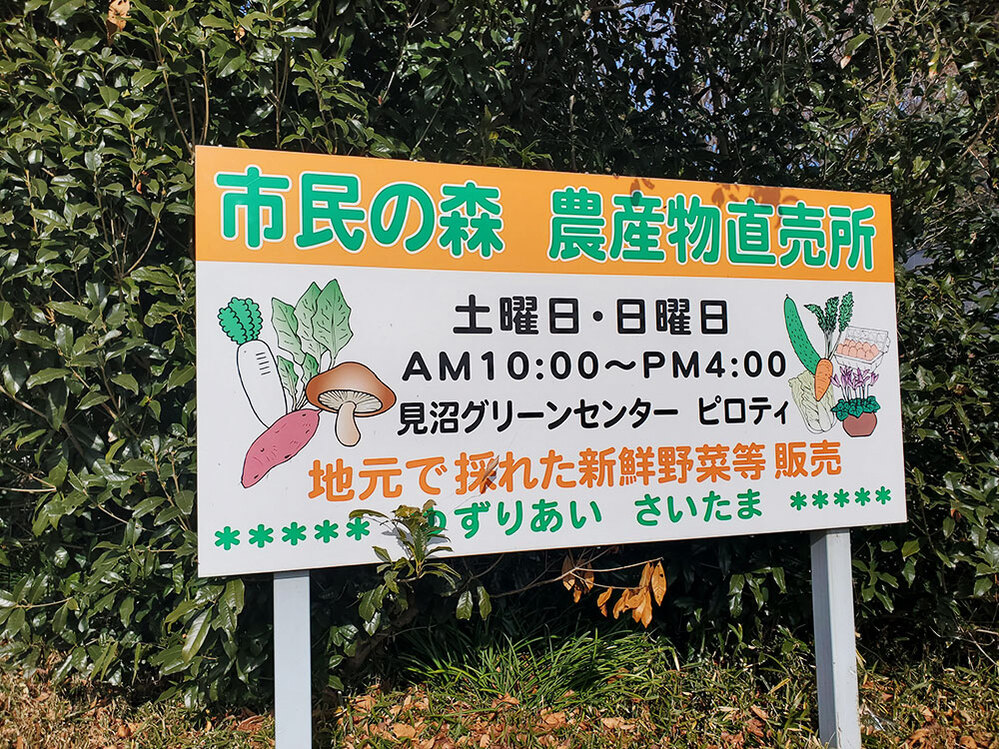 市民の森 農産物直売所
土曜日・日曜日
AM10:00～PM4:00
見沼グリーンセンター ピロティ
地元で採れた新鮮野菜等 販売
＊＊＊＊＊ ゆずりあい さいたま ＊＊＊＊＊